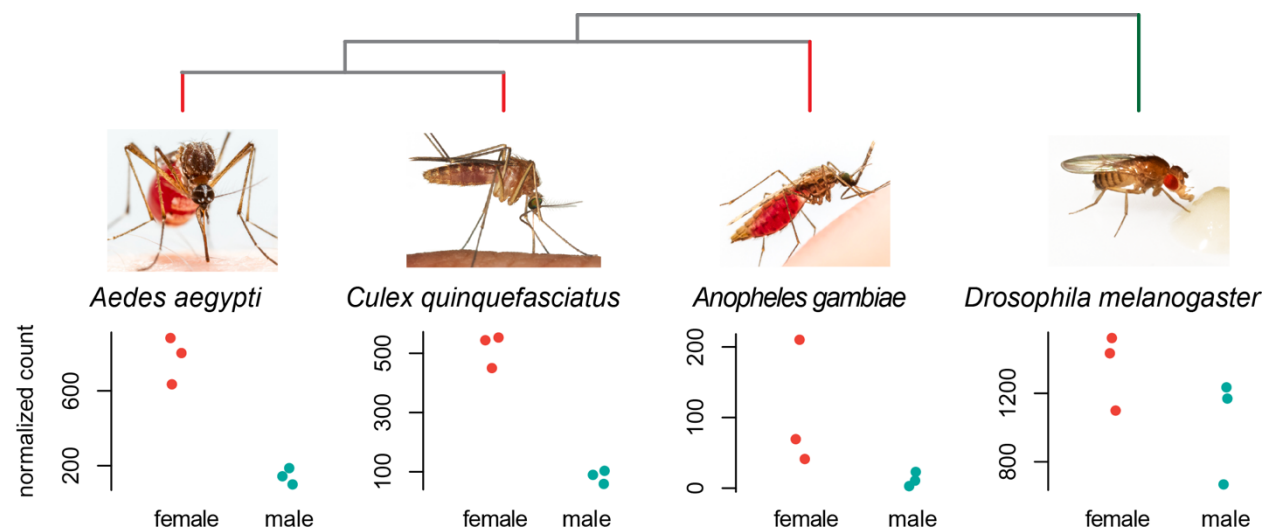 Aedes aegypti
Culex quinquefasciatus
Anopheles gambiae
Drosophila melanogaster
normalized count
600
200
female
male
500
300
100
female
male
200
100
0
female
male
1200
800
female
male